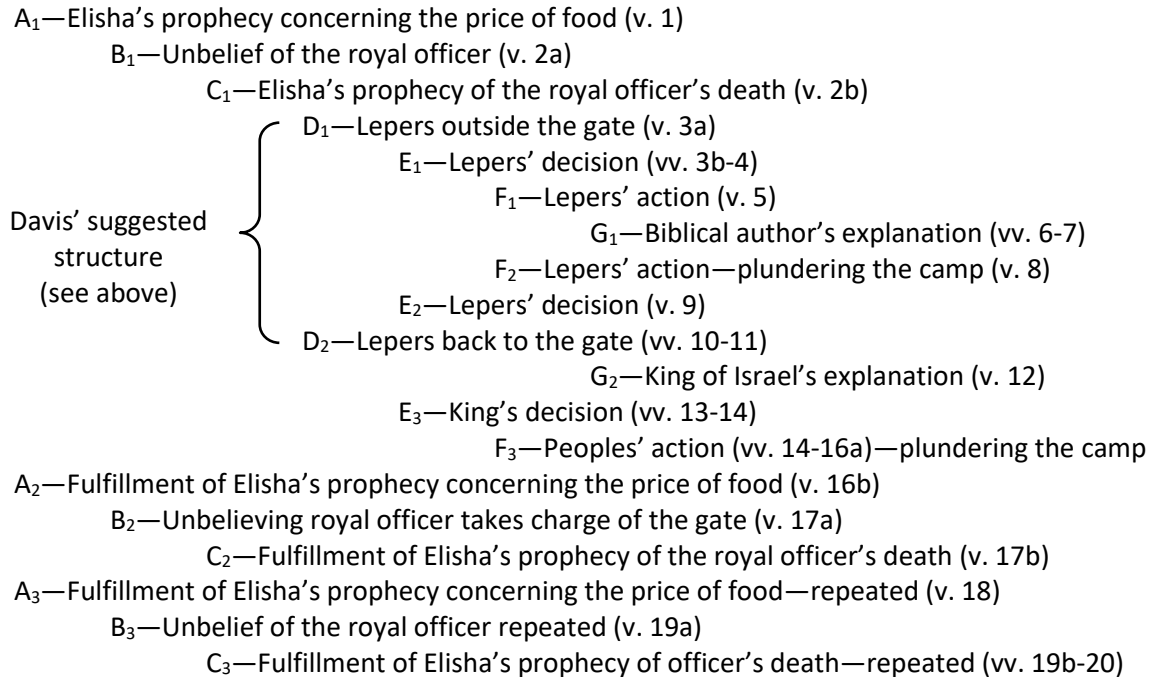 A₁—Elisha’s prophecy concerning the price of food (v. 1)
B₁—Unbelief of the royal officer (v. 2a)
C₁—Elisha’s prophecy of the royal officer’s death (v. 2b)
D₁—Lepers outside the gate (v. 3a)
E₁—Lepers’ decision (vv. 3b-4)
F₁—Lepers’ action (v. 5)
Davis’ suggested
structure
(see above)
G₁—Biblical author’s explanation (vv. 6-7)
F₂—Lepers’ action—plundering the camp (v. 8)
E₂—Lepers’ decision (v. 9)
D₂—Lepers back to the gate (vv. 10-11)
G₂—King of Israel’s explanation (v. 12)
E₃—King’s decision (vv. 13-14)
F₃—Peoples’ action (vv. 14-16a)—plundering the camp
A₂—Fulfillment of Elisha’s prophecy concerning the price of food (v. 16b)
B₂—Unbelieving royal officer takes charge of the gate (v. 17a)
C₂—Fulfillment of Elisha’s prophecy of the royal officer’s death (v. 17b)
A₃—Fulfillment of Elisha’s prophecy concerning the price of food—repeated (v. 18)
B₃—Unbelief of the royal officer repeated (v. 19a)
C₃—Fulfillment of Elisha’s prophecy of officer’s death—repeated (vv. 19b-20)